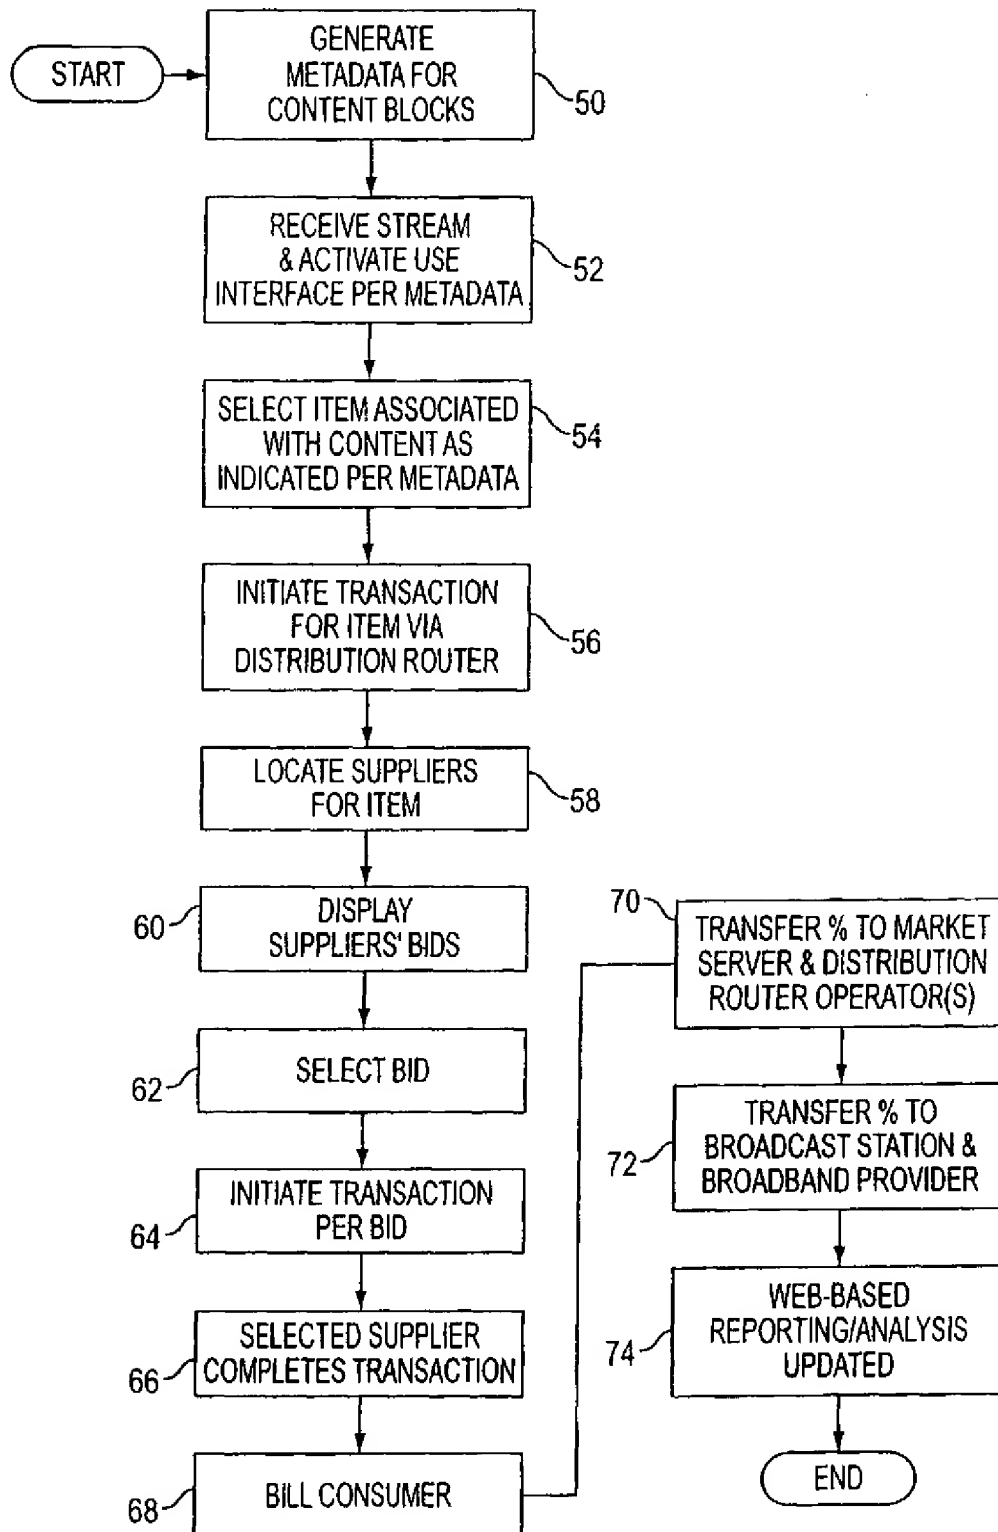 START
GENERATE
METADATA FOR
CONTENT BLOCKS
50
RECEIVE STREAM
& ACTIVATE USE
INTERFACE PER METADATA
52
SELECT ITEM ASSOCIATED
WITH CONTENT AS
INDICATED PER METADATA
54
INITIATE TRANSACTION
FOR ITEM VIA
DISTRIBUTION ROUTER
56
LOCATE SUPPLIERS
FOR ITEM
58
60
DISPLAY
SUPPLIERS' BIDS
62
SELECT BID
64
INITIATE TRANSACTION
PER BID
66
SELECTED SUPPLIER
COMPLETES TRANSACTION
68
BILL CONSUMER
70
TRANSFER % TO MARKET
SERVER & DISTRIBUTION
ROUTER OPERATOR(S)
72
TRANSFER % TO
BROADCAST STATION &
BROADBAND PROVIDER
74
WEB-BASED
REPORTING/ANALYSIS
UPDATED
END